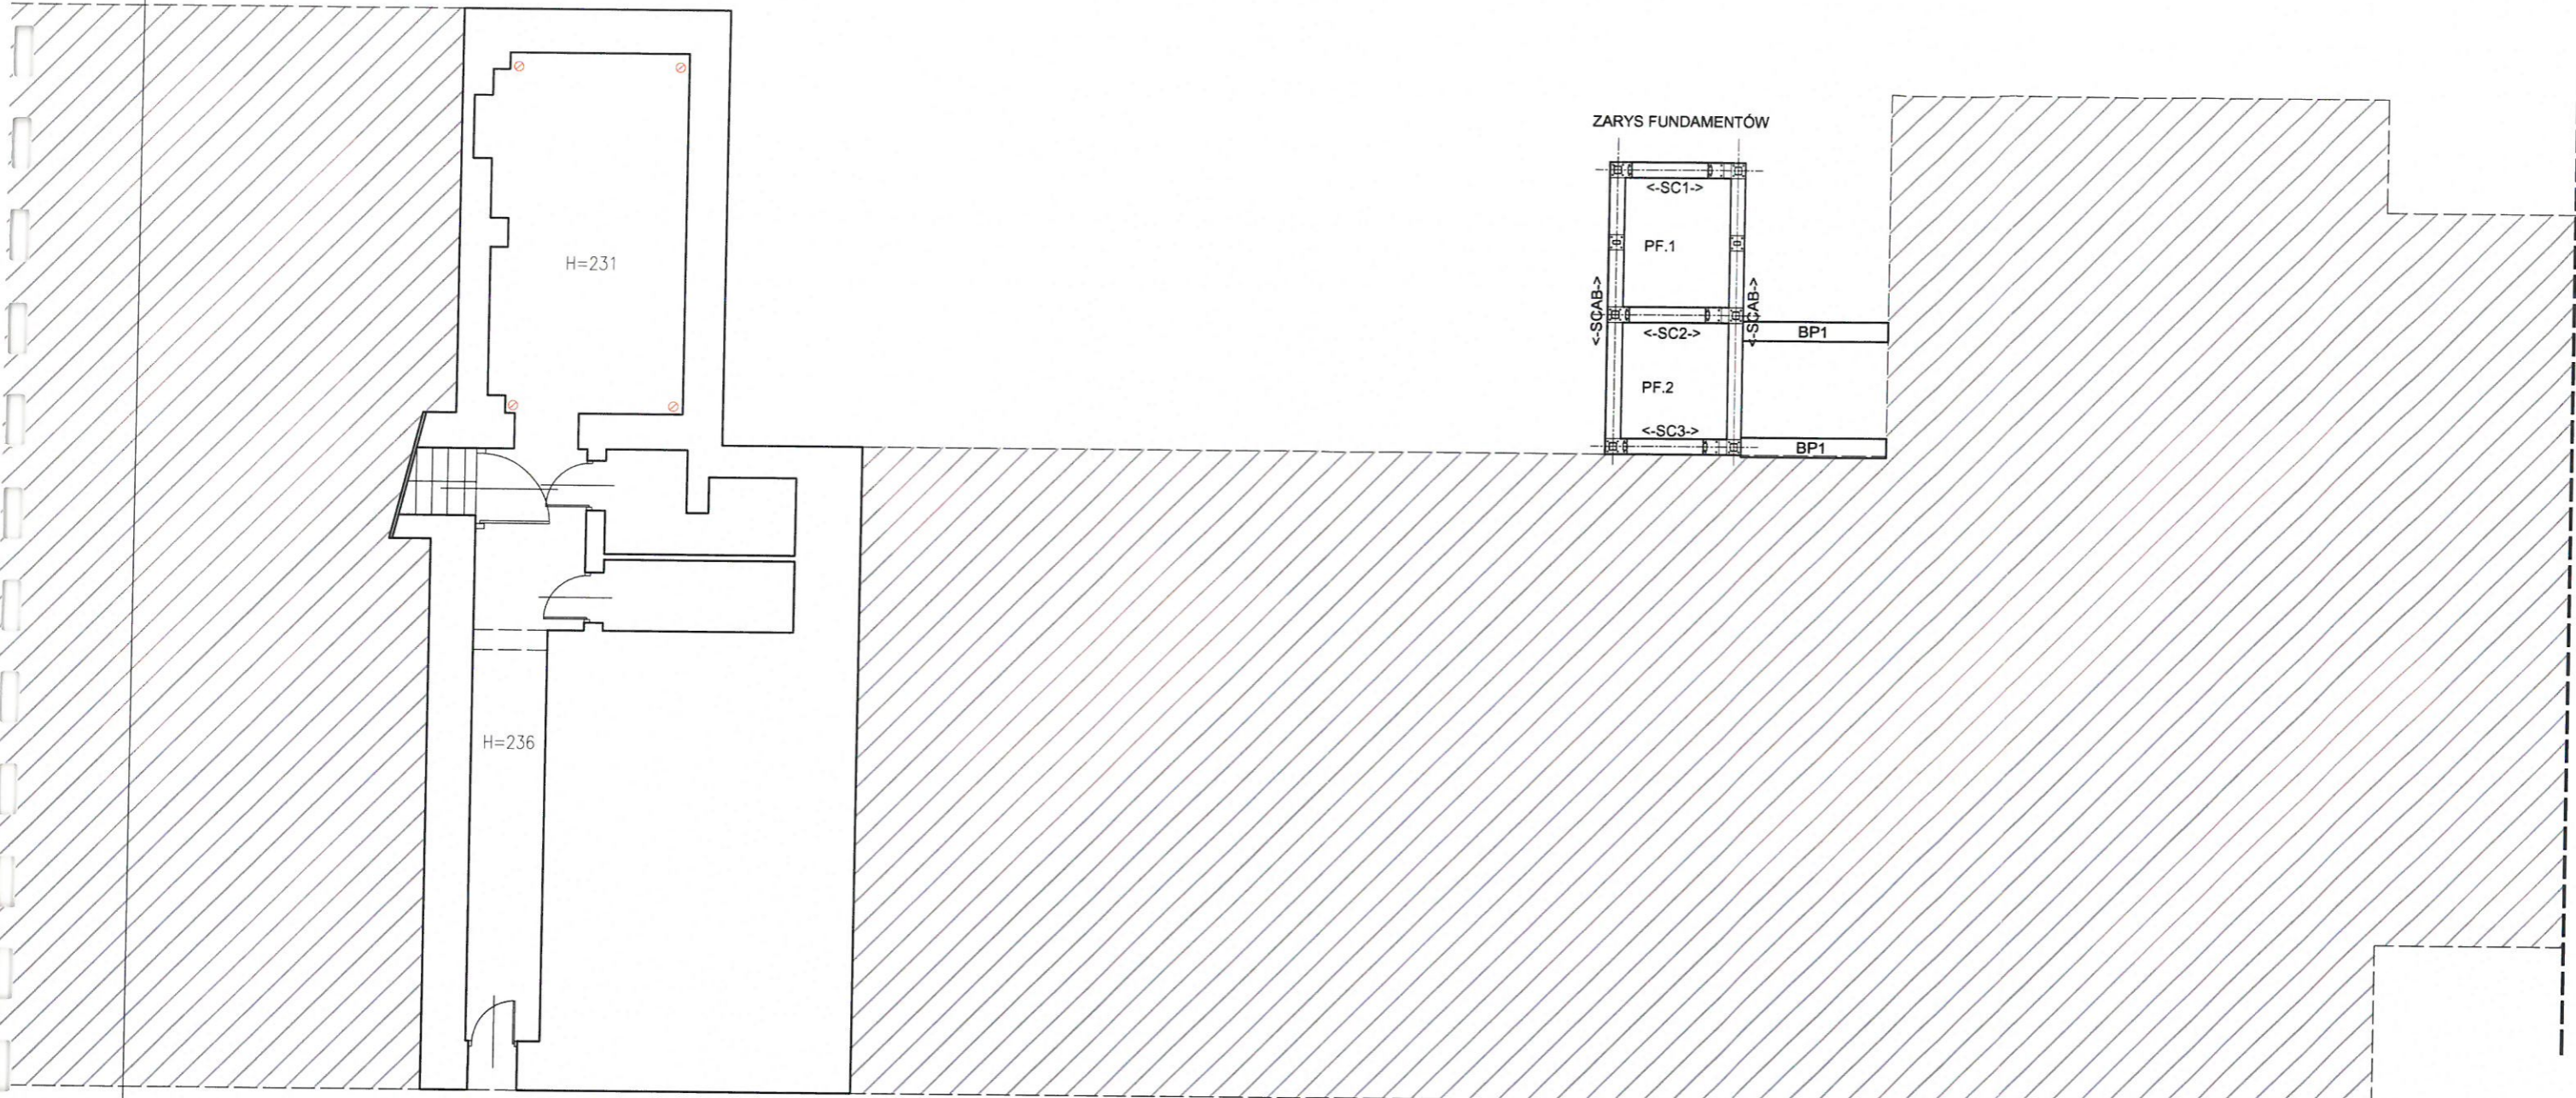 ZARYS FUNDAMENTÓW
<-SC1->
PF.1
H=231
<-SCAB->
<-SCAB->
<-SC2->
BP1
PF.2
<-SC3->
BP1
H=236